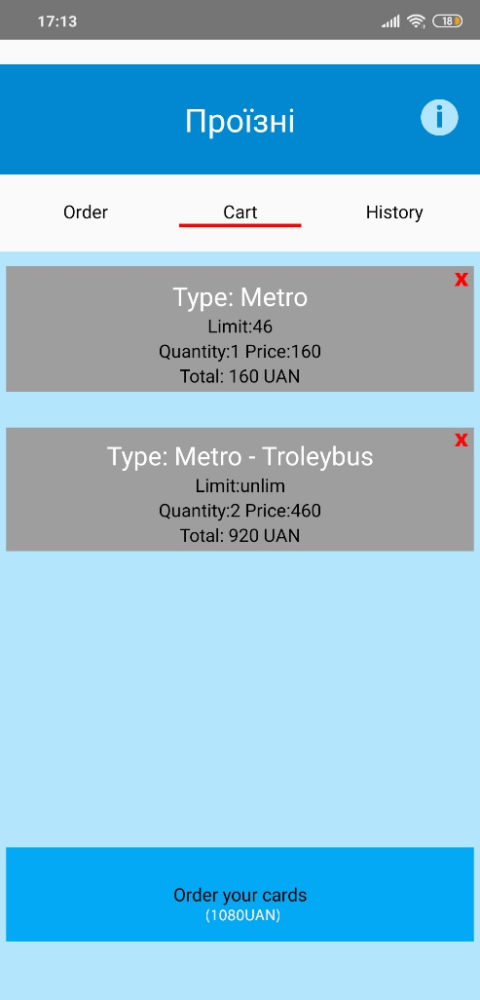 17:13
18
Проїзні
i
Order
Cart
History
X
Type: Metro
Limit:46
Quantity:1 Price:160
Total: 160 UAN
X
Type: Metro - Troleybus
Limit:unlim
Quantity:2 Price:460
Total: 920 UAN
Order your cards
(1080UAN)